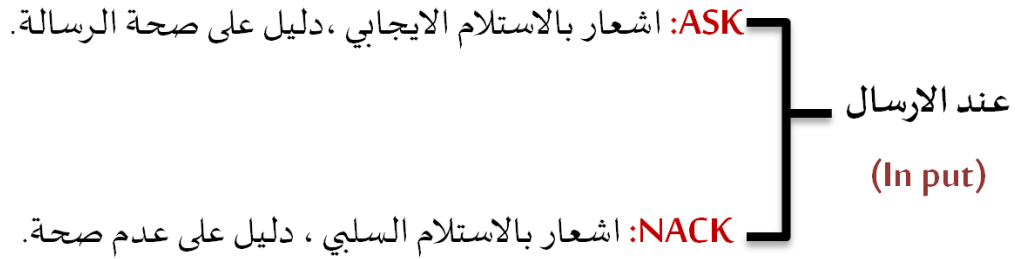 ASK: اشعار بالاستلام الايجابي ،دليل على صحة الرسالة.
عند الارسال
(In put)
NACK: اشعار بالاستلام السلبي ، دليل على عدم صحة.